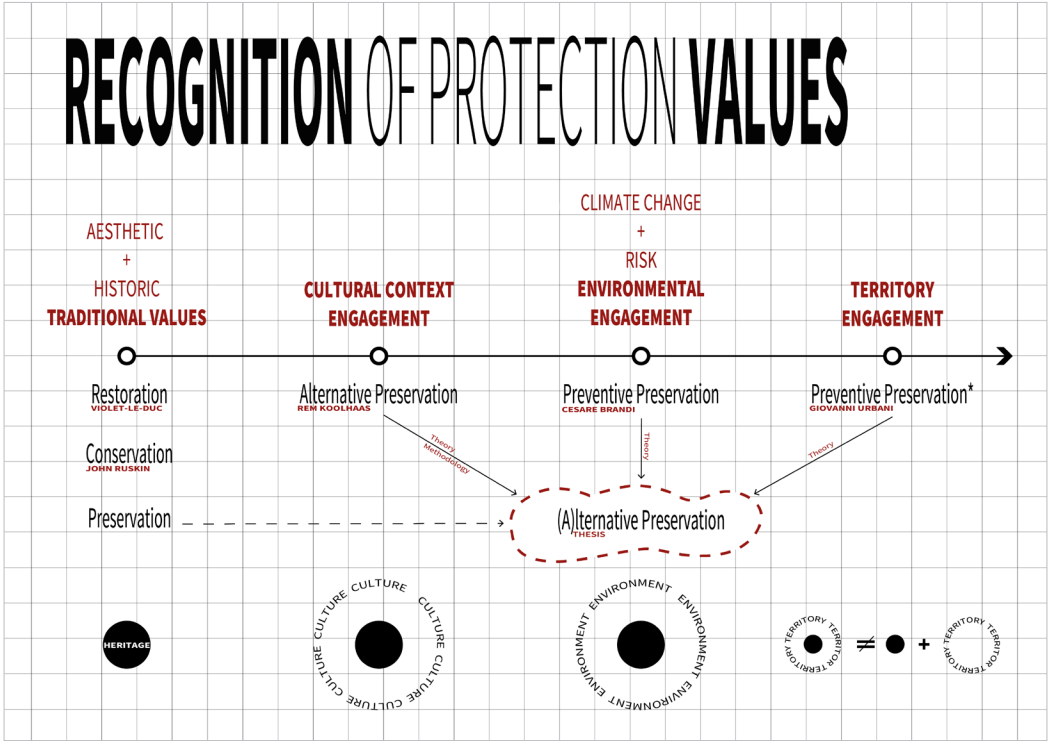 RECOGNITION OF PROTECTION VALUES
AESTHETIC
+
HISTORIC
TRADITIONAL VALUES
CULTURAL CONTEXT
ENGAGEMENT
CLIMATE CHANGE
+
RISK
ENVIRONMENTAL
ENGAGEMENT
TERRITORY
ENGAGEMENT
Restoration
VIOLET-LE-DUC
Conservation
JOHN RUSKIN
Preservation
Alternative Preservation
REM KOOLHAAS
Preventive Preservation
CESARE BRANDI
Preventive Preservation*
GIOVANNI URBANI
Theory
Methodology
Theory
Theory
(A)lternative Preservation
THESIS
HERITAGE
CULTURE CULTURE CULTURE CULTURE CULTURE CULTURE
ENVIRONMENT ENVIRONMENT ENVIRONMENT ENVIRONMENT
TERRITORY TERRITORY TERRITORY
≠
+
TERRITORY TERRITORY TERRITORY